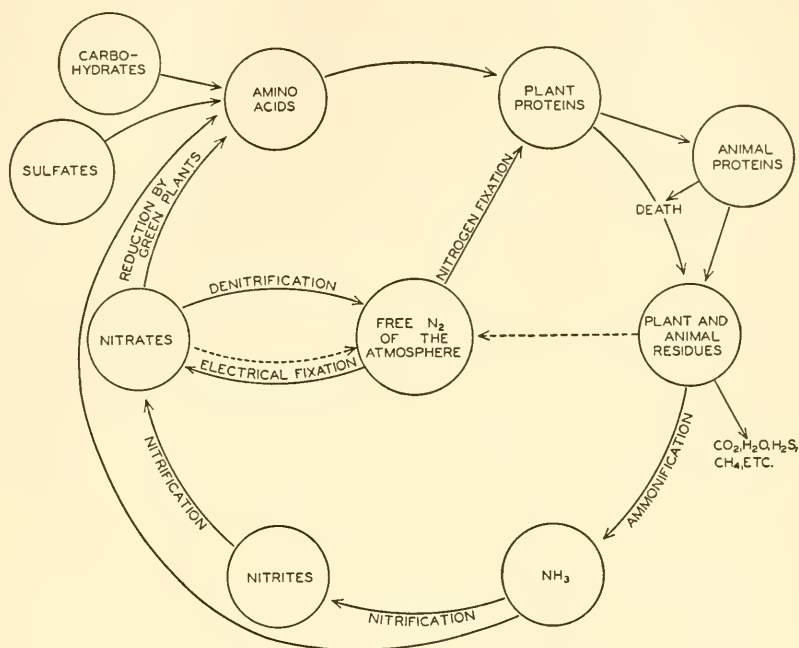 CARBO-
HYDRATES
AMINO
ACIDS
PLANT
PROTEINS
ANIMAL
PROTEINS
SULFATES
REDUCTION BY
GREEN PLANTS
NITROGEN FIXATION
DEATH
DENITRIFICATION
NITRATES
FREE N₂
OF THE
ATMOSPHERE
PLANT AND
ANIMAL
RESIDUES
ELECTRICAL FIXATION
CO₂,H₂O,H₂S,
CH₄,ETC.
NITRIFICATION
AMMONIFICATION
NITRITES
NH₃
NITRIFICATION